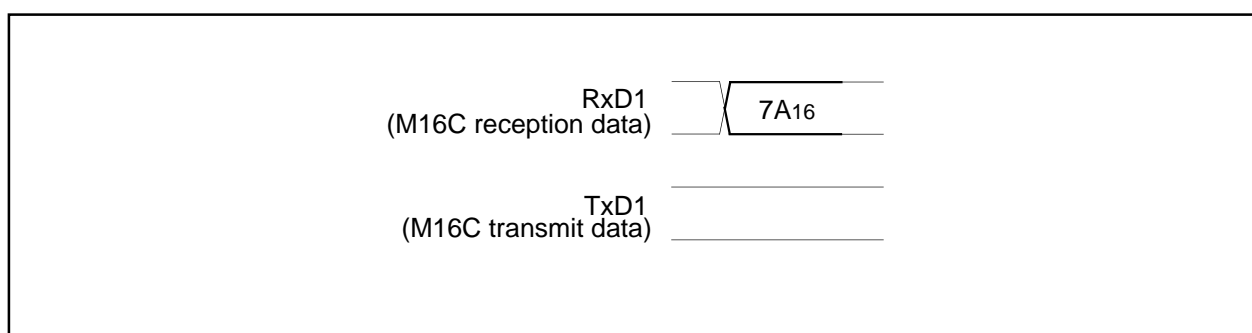 RxD1
(M16C reception data)
7A16
TxD1
(M16C transmit data)